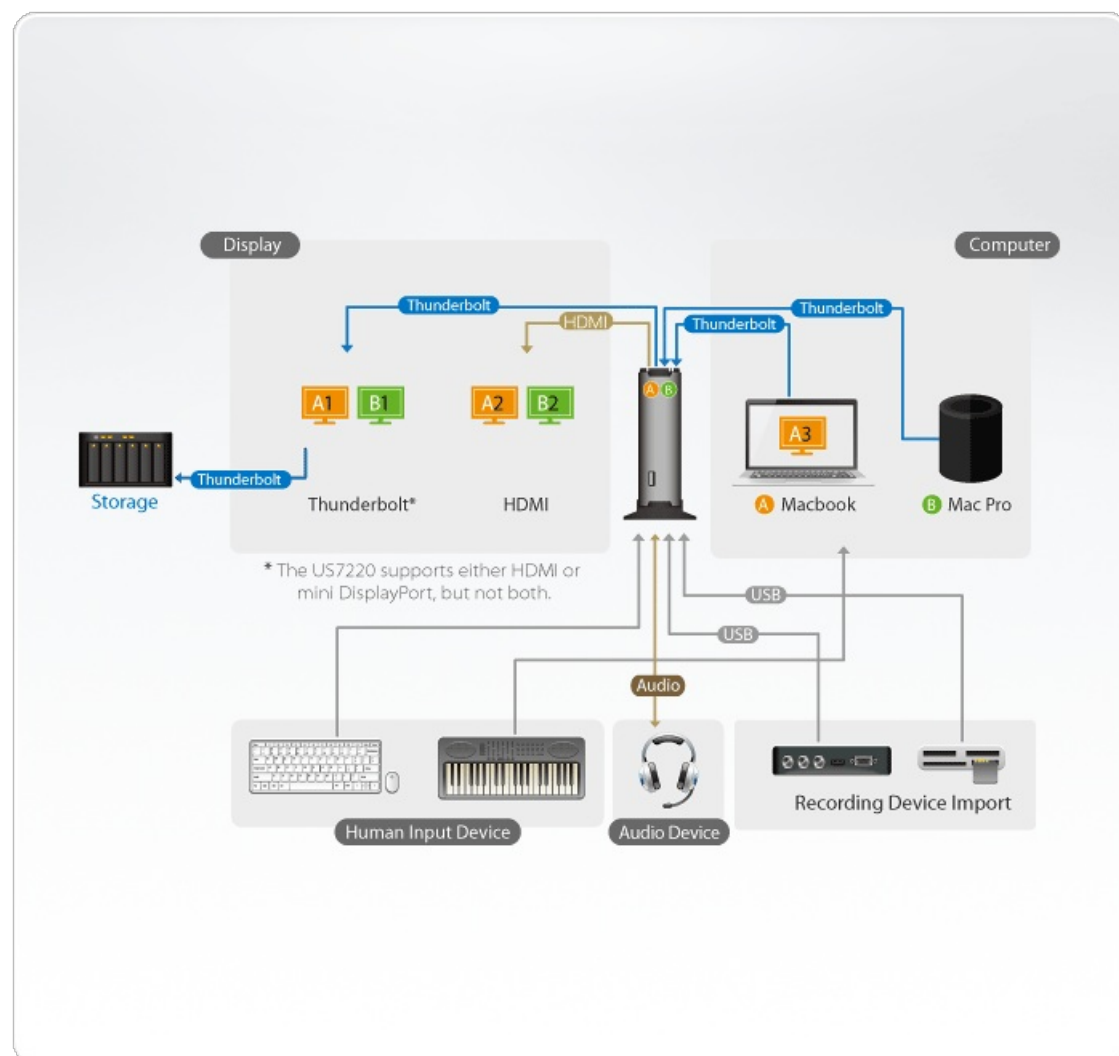 Display
Computer
Thunderbolt
HDMI
Thunderbolt
Thunderbolt
A B
A1
B1
A2
B2
A3
Thunderbolt
Storage
Thunderbolt*
HDMI
A Macbook
B Mac Pro
* The US7220 supports either HDMI or
mini DisplayPort, but not both.
USB
USB
Audio
Recording Device Import
Human Input Device
Audio Device